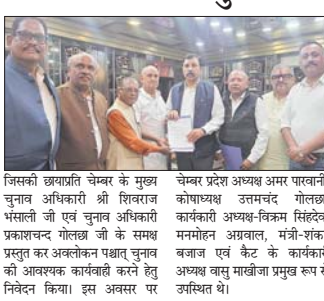 जिसकी छायाप्रति चेम्बर के मुख्य
चुनाव अधिकारी श्री शिवराज
भंसाली जी एवं चुनाव अधिकारी
प्रकाशचन्द गोलछा जी के समक्ष
प्रस्तुत कर अवलोकन पश्चात् चुनाव
की आवश्यक कार्यवाही करने हेतु
निवेदन किया। इस अवसर पर
चेम्बर प्रदेश अध्यक्ष अमर पारवानी
कोषाध्यक्ष उत्तमचंद गोलछा
कार्यकारी अध्यक्ष-विक्रम सिंहदेव
मनमोहन अग्रवाल, मंत्री-शंक
बजाज एवं कैट के कार्यकारी
अध्यक्ष वासु माखीजा प्रमुख रूप से
उपस्थित थे।